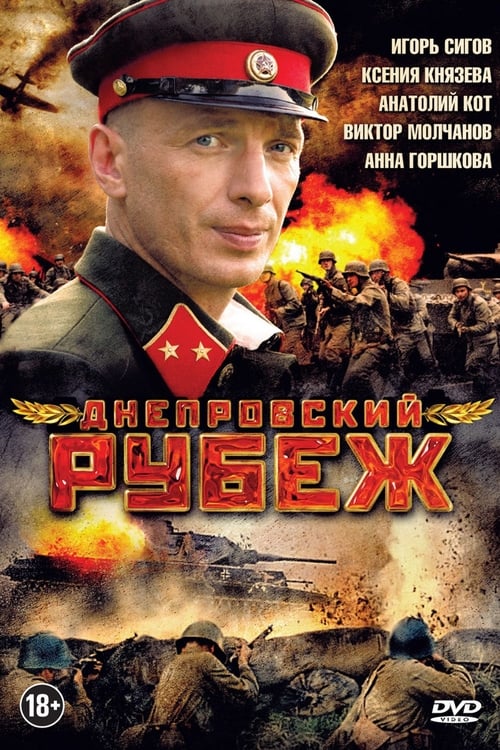 ИГОРЬ СИГОВ
КСЕНИЯ КНЯЗЕВА
АНАТОЛИЙ КОТ
ВИКТОР МОЛЧАНОВ
АННА ГОРШКОВА
ДНЕПРОВСКИЙ
РУБЕЖ
18+
DVD
VIDEO